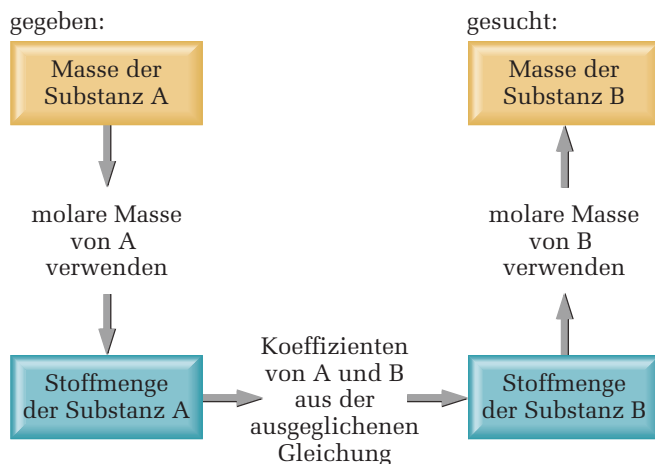 gegeben:
Masse der
Substanz A
molare Masse
von A
verwenden
Stoffmenge
der Substanz A
Koeffizienten
von A und B
aus der
ausgeglichenen
Gleichung
gesucht:
Masse der
Substanz B
molare Masse
von B
verwenden
Stoffmenge
der Substanz B